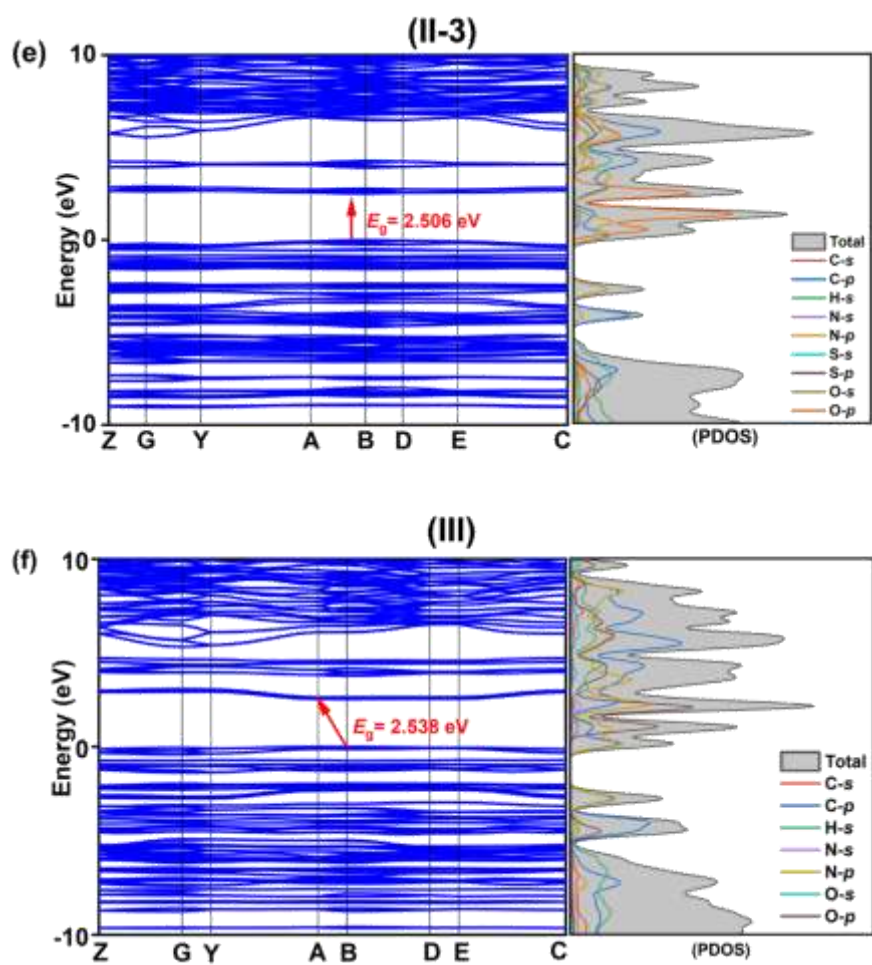 (II-3)
(e)
10
0
-10
Energy (eV)
Eg= 2.506 eV
Z G Y A B D E C
Total
C-s
C-p
H-s
N-s
N-p
S-s
S-p
O-s
O-p
(PDOS)
(III)
(f)
10
0
-10
Energy (eV)
Eg= 2.538 eV
Z G Y A B D E C
Total
C-s
C-p
H-s
N-s
N-p
O-s
O-p
(PDOS)